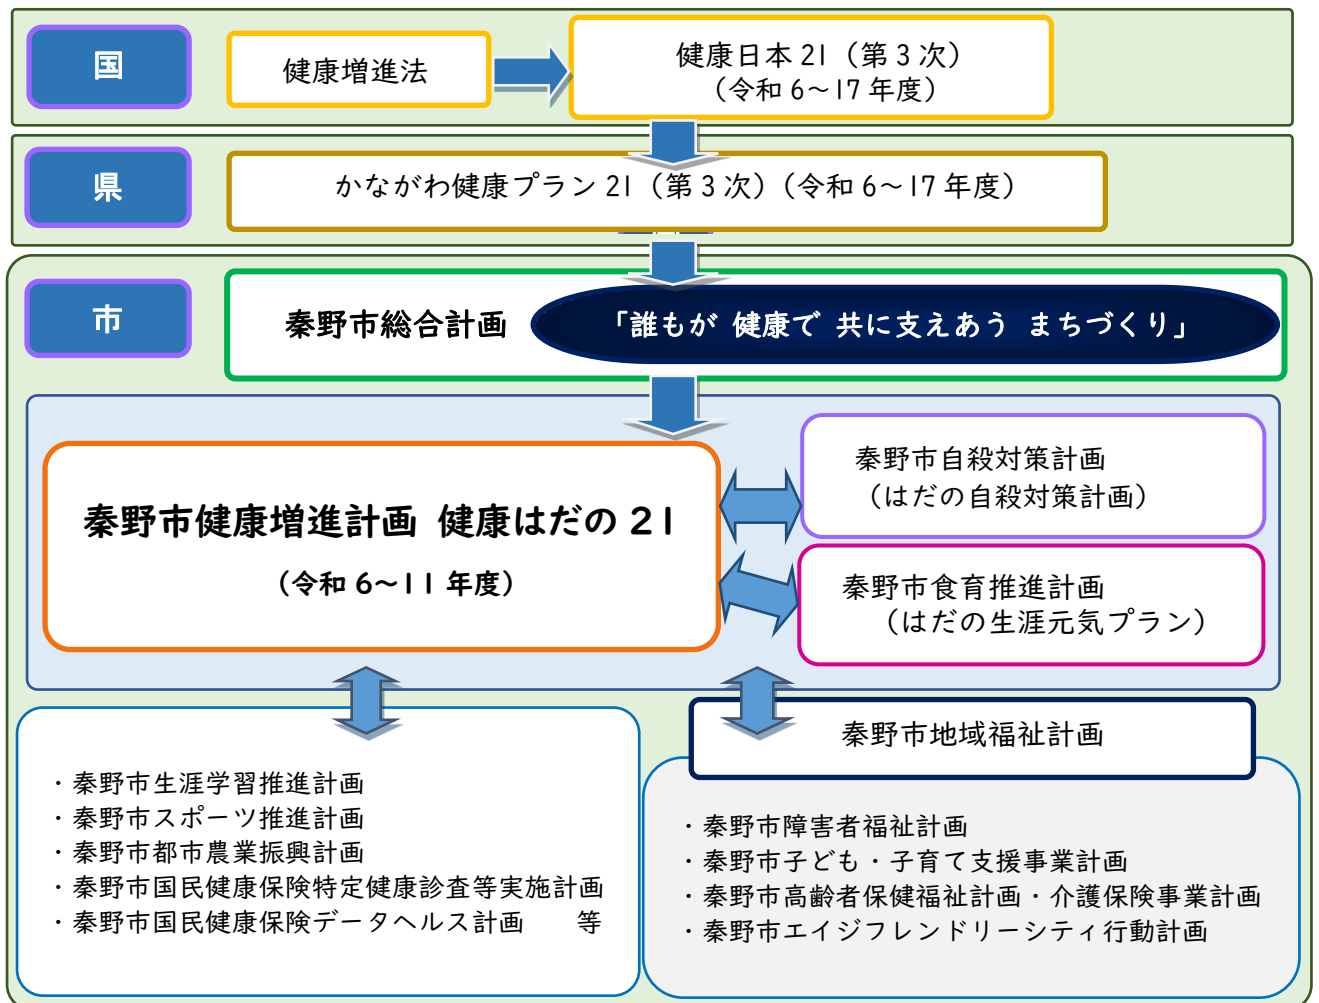 国
健康増進法
健康日本21（第3次）
（令和6～17年度）
県
かながわ健康プラン21（第3次）（令和6～17年度）
市
秦野市総合計画
「誰もが 健康で 共に支えあう まちづくり」
秦野市健康増進計画 健康はだの21
（令和6～11年度）
秦野市自殺対策計画
（はだの自殺対策計画）
秦野市食育推進計画
（はだの生涯元気プラン）
・秦野市生涯学習推進計画
・秦野市スポーツ推進計画
・秦野市都市農業振興計画
・秦野市国民健康保険特定健康診査等実施計画
・秦野市国民健康保険データヘルス計画　　等
秦野市地域福祉計画
・秦野市障害者福祉計画
・秦野市子ども・子育て支援事業計画
・秦野市高齢者保健福祉計画・介護保険事業計画
・秦野市エイジフレンドリーシティ行動計画